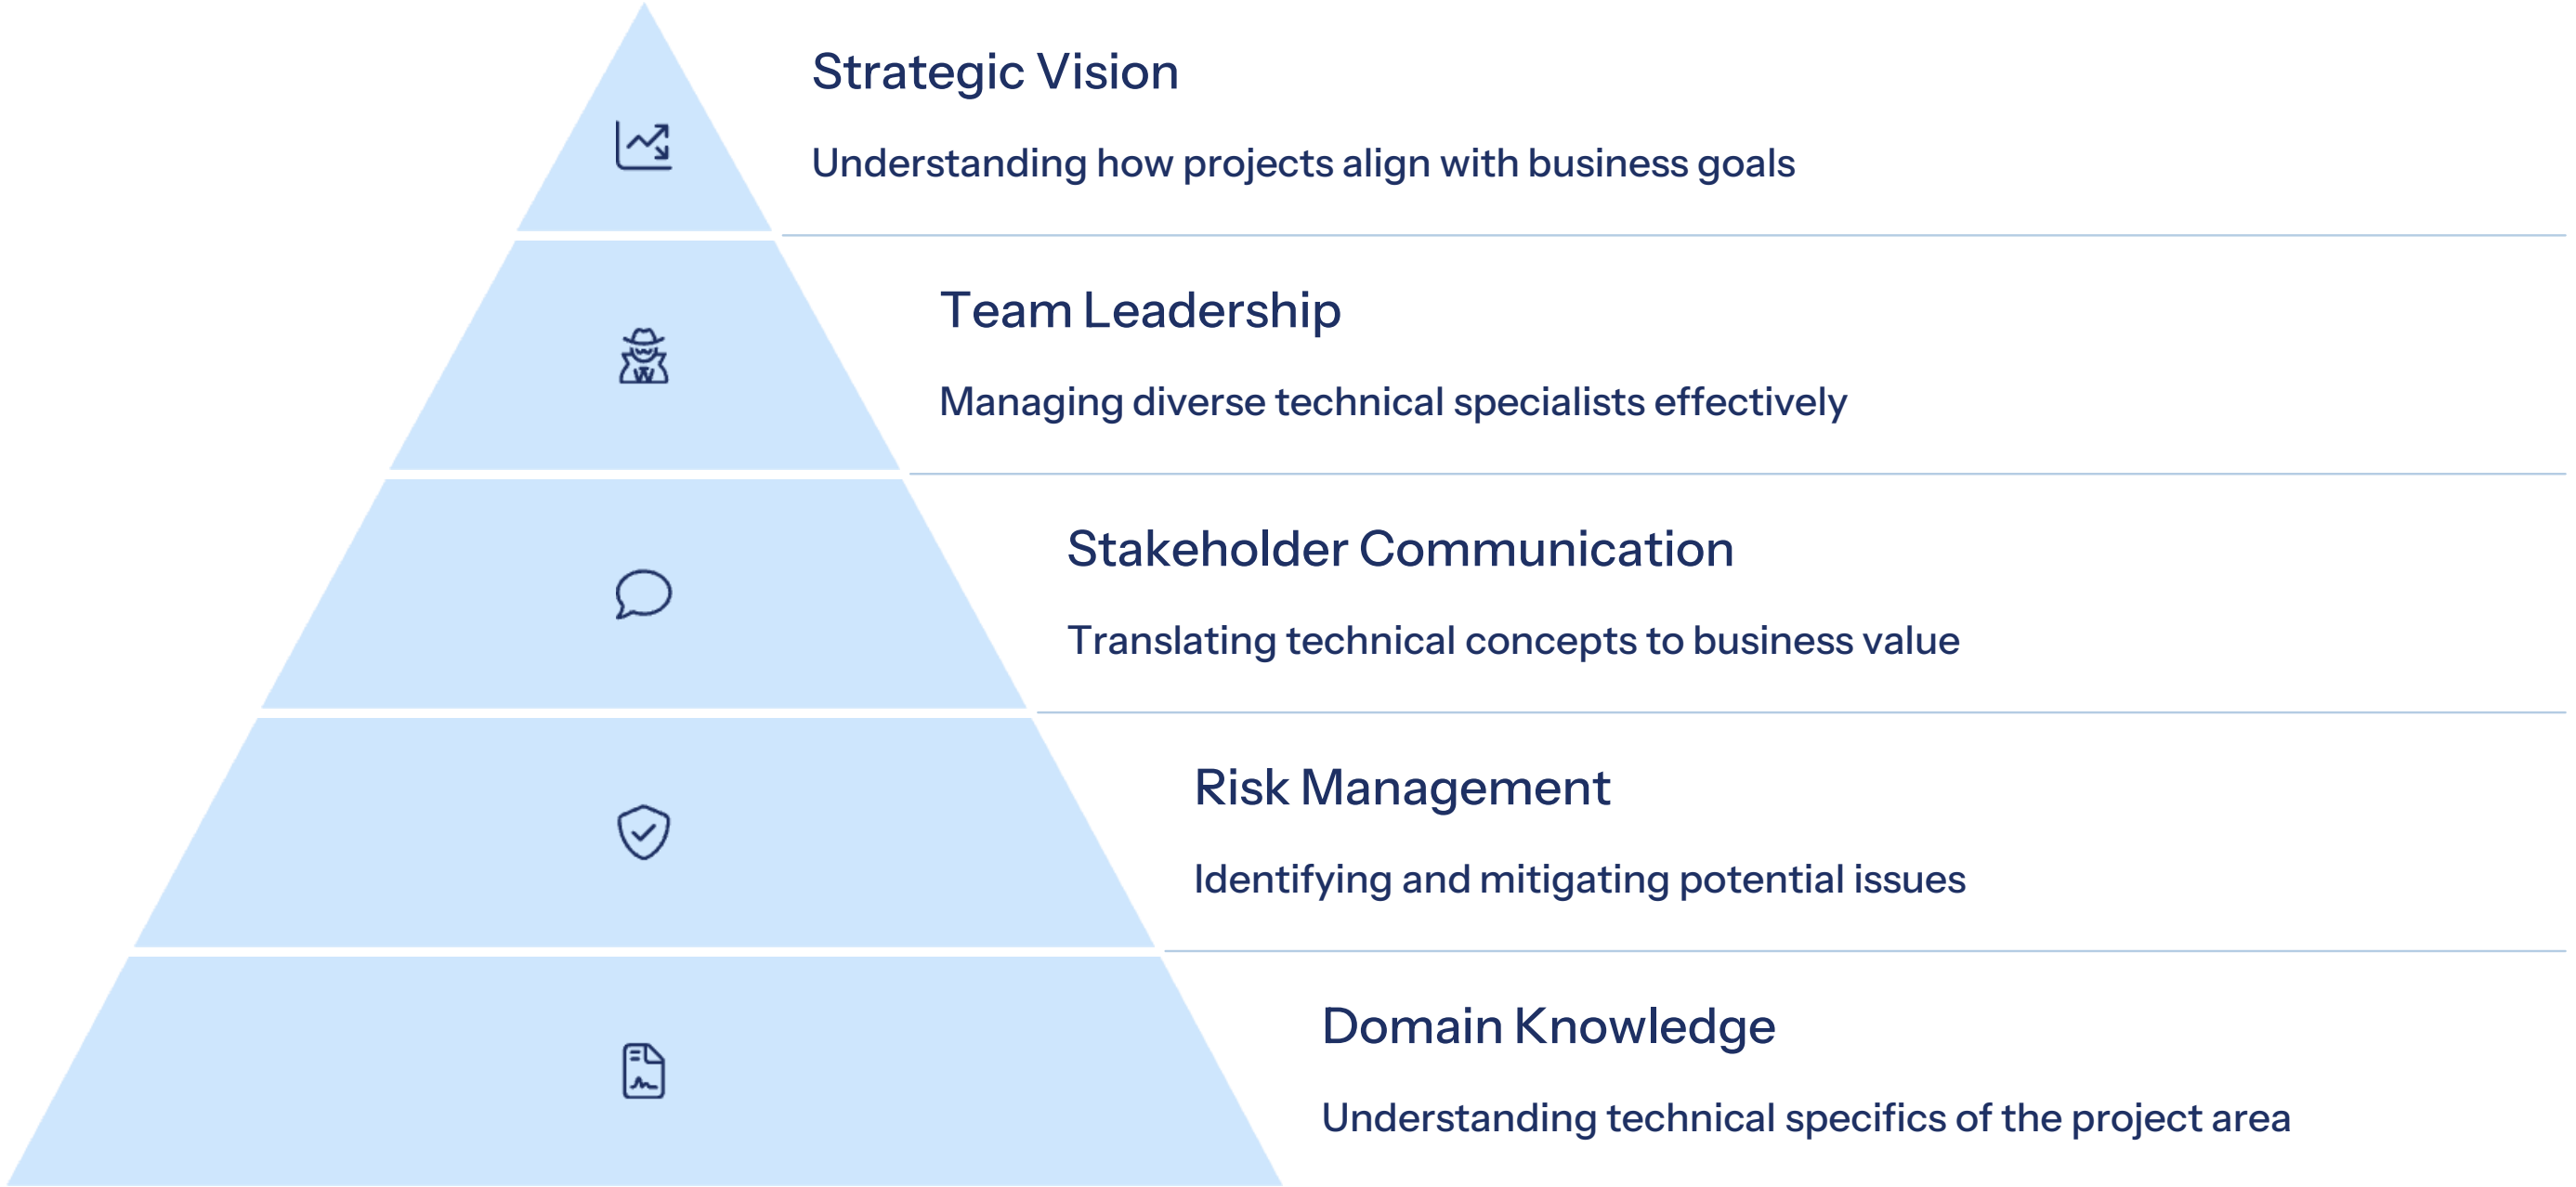 Strategic Vision
Understanding how projects align with business goals
Team Leadership
Managing diverse technical specialists effectively
Stakeholder Communication
Translating technical concepts to business value
Risk Management
Identifying and mitigating potential issues
Domain Knowledge
Understanding technical specifics of the project area